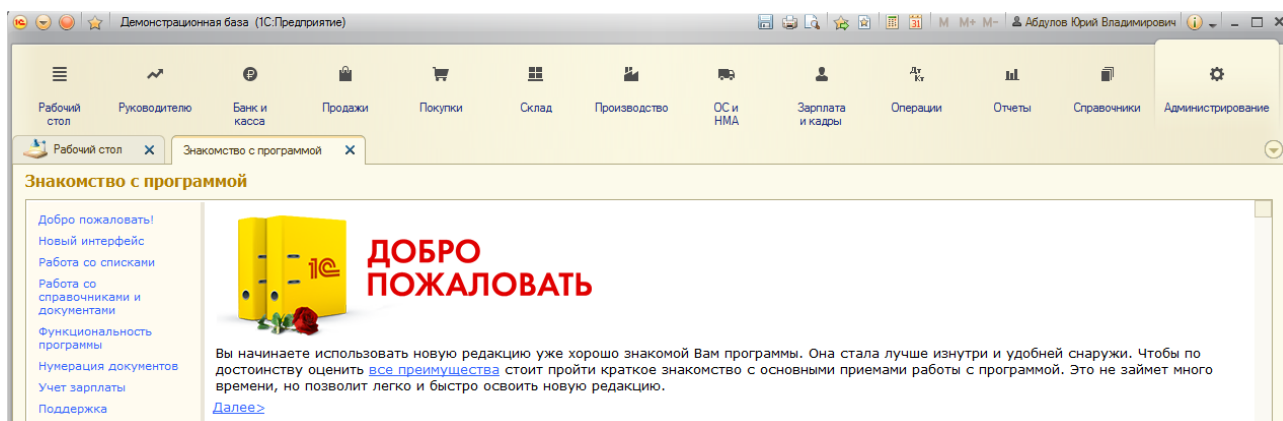 Демонстрационная база (1С:Предприятие)
31 M M+ M- Абдулов Юрий Владимирович
Рабочий стол
Руководителю
Банк и касса
Продажи
Покупки
Склад
Производство
ОС и НМА
Зарплата и кадры
Дт Кт
Операции
Отчеты
Справочники
Администрирование
Рабочий стол
Знакомство с программой
Знакомство с программой
Добро пожаловать!
Новый интерфейс
Работа со списками
Работа со
справочниками и
документами
Функциональность
программы
Нумерация документов
Учет зарплаты
Поддержка
1С
ДОБРО
ПОЖАЛОВАТЬ
Вы начинаете использовать новую редакцию уже хорошо знакомой Вам программы. Она стала лучше изнутри и удобней снаружи. Чтобы по
достоинству оценить все преимущества стоит пройти краткое знакомство с основными приемами работы с программой. Это не займет много
времени, но позволит легко и быстро освоить новую редакцию.
Далее>